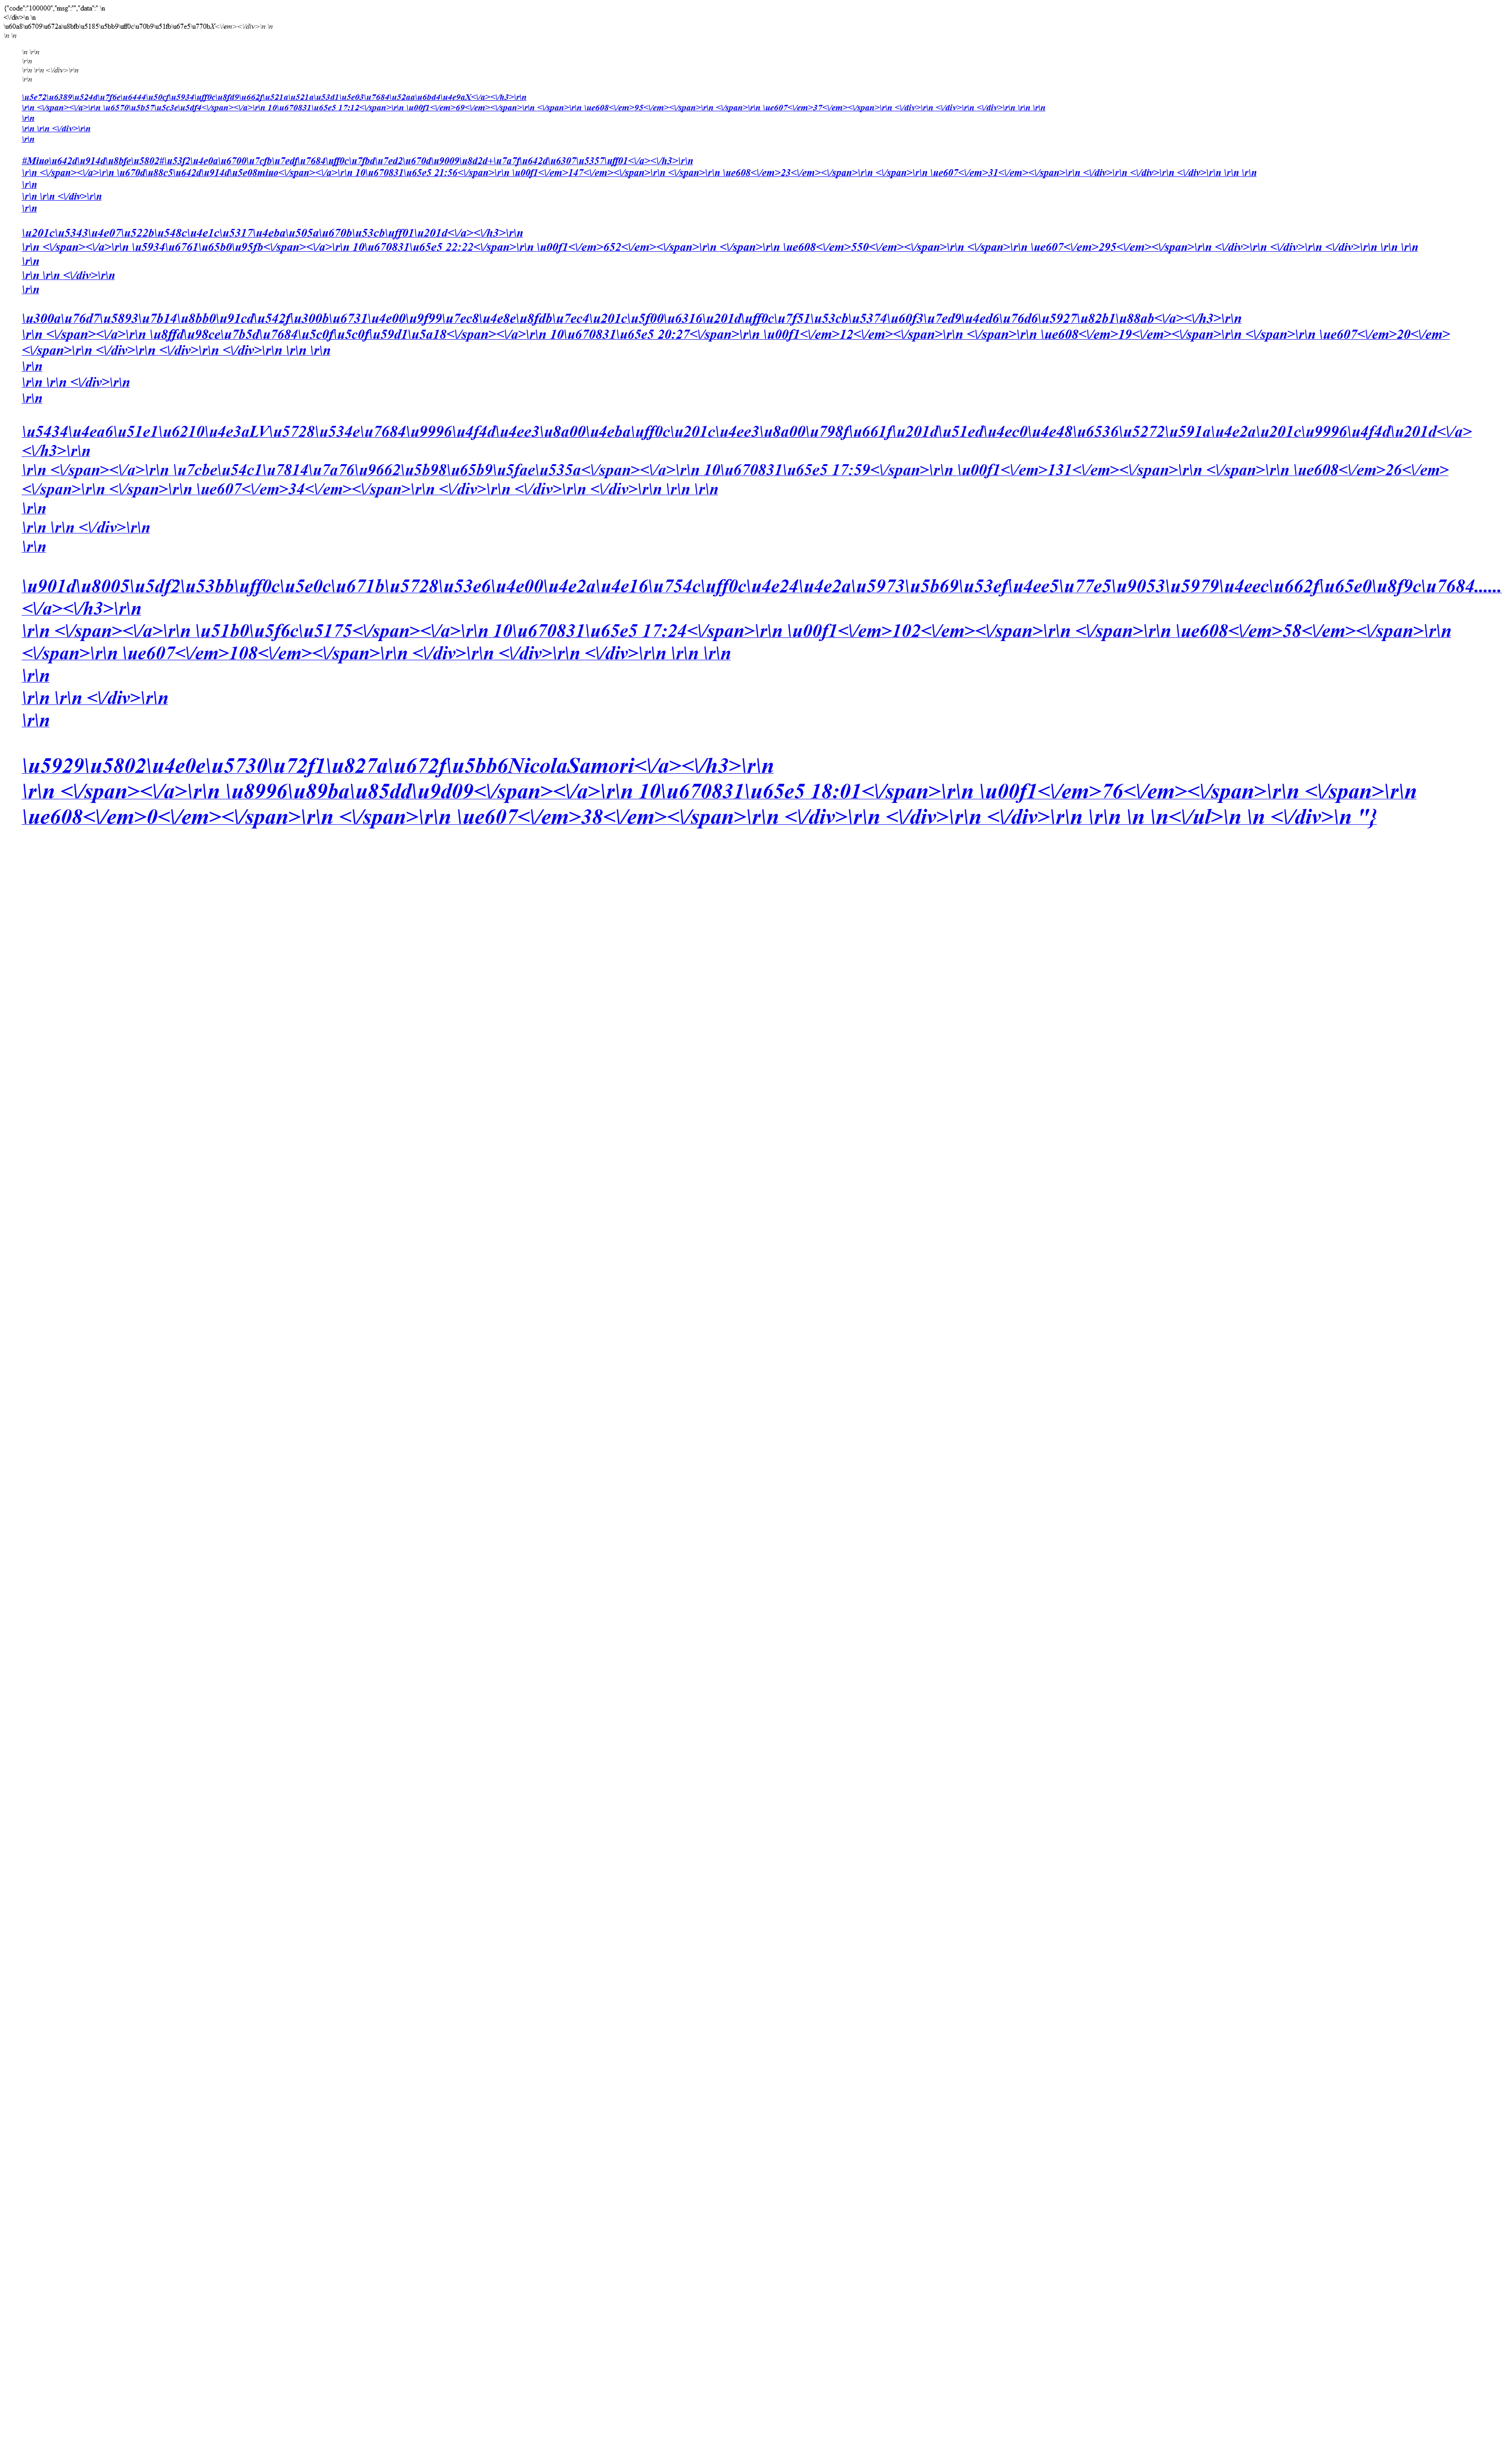 {"code":"100000","msg":"","data":" \n
<\/div>\n \n
\u60a8\u6709\u672a\u8bfb\u5185\u5bb9\uff0c\u70b9\u51fb\u67e5\u770bX<\/em><\/div>\n \n
\n \n
\n \r\n
\r\n
\r\n \r\n <\/div>\r\n
\r\n
\u5e72\u6389\u524d\u7f6e\u6444\u50cf\u5934\uff0c\u8fd9\u662f\u521a\u521a\u53d1\u5e03\u7684\u52aa\u6bd4\u4e9aX<\/a><\/h3>\r\n
\r\n <\/span><\/a>\r\n \u6570\u5b57\u5c3e\u5df4<\/span><\/a>\r\n 10\u670831\u65e5 17:12<\/span>\r\n \u00f1<\/em>69<\/em><\/span>\r\n <\/span>\r\n \ue608<\/em>95<\/em><\/span>\r\n <\/span>\r\n \ue607<\/em>37<\/em><\/span>\r\n <\/div>\r\n <\/div>\r\n <\/div>\r\n \r\n \r\n
\r\n
\r\n \r\n <\/div>\r\n
\r\n
#Miuo\u642d\u914d\u8bfe\u5802#\u53f2\u4e0a\u6700\u7cfb\u7edf\u7684\uff0c\u7fbd\u7ed2\u670d\u9009\u8d2d+\u7a7f\u642d\u6307\u5357\uff01<\/a><\/h3>\r\n
\r\n <\/span><\/a>\r\n \u670d\u88c5\u642d\u914d\u5e08miuo<\/span><\/a>\r\n 10\u670831\u65e5 21:56<\/span>\r\n \u00f1<\/em>147<\/em><\/span>\r\n <\/span>\r\n \ue608<\/em>23<\/em><\/span>\r\n <\/span>\r\n \ue607<\/em>31<\/em><\/span>\r\n <\/div>\r\n <\/div>\r\n <\/div>\r\n \r\n \r\n
\r\n
\r\n \r\n <\/div>\r\n
\r\n
\u201c\u5343\u4e07\u522b\u548c\u4e1c\u5317\u4eba\u505a\u670b\u53cb\uff01\u201d<\/a><\/h3>\r\n
\r\n <\/span><\/a>\r\n \u5934\u6761\u65b0\u95fb<\/span><\/a>\r\n 10\u670831\u65e5 22:22<\/span>\r\n \u00f1<\/em>652<\/em><\/span>\r\n <\/span>\r\n \ue608<\/em>550<\/em><\/span>\r\n <\/span>\r\n \ue607<\/em>295<\/em><\/span>\r\n <\/div>\r\n <\/div>\r\n <\/div>\r\n \r\n \r\n
\r\n
\r\n \r\n <\/div>\r\n
\r\n
\u300a\u76d7\u5893\u7b14\u8bb0\u91cd\u542f\u300b\u6731\u4e00\u9f99\u7ec8\u4e8e\u8fdb\u7ec4\u201c\u5f00\u6316\u201d\uff0c\u7f51\u53cb\u5374\u60f3\u7ed9\u4ed6\u76d6\u5927\u82b1\u88ab<\/a><\/h3>\r\n
\r\n <\/span><\/a>\r\n \u8ffd\u98ce\u7b5d\u7684\u5c0f\u5c0f\u59d1\u5a18<\/span><\/a>\r\n 10\u670831\u65e5 20:27<\/span>\r\n \u00f1<\/em>12<\/em><\/span>\r\n <\/span>\r\n \ue608<\/em>19<\/em><\/span>\r\n <\/span>\r\n \ue607<\/em>20<\/em>
<\/span>\r\n <\/div>\r\n <\/div>\r\n <\/div>\r\n \r\n \r\n
\r\n
\r\n \r\n <\/div>\r\n
\r\n
\u5434\u4ea6\u51e1\u6210\u4e3aLV\u5728\u534e\u7684\u9996\u4f4d\u4ee3\u8a00\u4eba\uff0c\u201c\u4ee3\u8a00\u798f\u661f\u201d\u51ed\u4ec0\u4e48\u6536\u5272\u591a\u4e2a\u201c\u9996\u4f4d\u201d<\/a>
<\/h3>\r\n
\r\n <\/span><\/a>\r\n \u7cbe\u54c1\u7814\u7a76\u9662\u5b98\u65b9\u5fae\u535a<\/span><\/a>\r\n 10\u670831\u65e5 17:59<\/span>\r\n \u00f1<\/em>131<\/em><\/span>\r\n <\/span>\r\n \ue608<\/em>26<\/em>
<\/span>\r\n <\/span>\r\n \ue607<\/em>34<\/em><\/span>\r\n <\/div>\r\n <\/div>\r\n <\/div>\r\n \r\n \r\n
\r\n
\r\n \r\n <\/div>\r\n
\r\n
\u901d\u8005\u5df2\u53bb\uff0c\u5e0c\u671b\u5728\u53e6\u4e00\u4e2a\u4e16\u754c\uff0c\u4e24\u4e2a\u5973\u5b69\u53ef\u4ee5\u77e5\u9053\u5979\u4eec\u662f\u65e0\u8f9c\u7684......
<\/a><\/h3>\r\n
\r\n <\/span><\/a>\r\n \u51b0\u5f6c\u5175<\/span><\/a>\r\n 10\u670831\u65e5 17:24<\/span>\r\n \u00f1<\/em>102<\/em><\/span>\r\n <\/span>\r\n \ue608<\/em>58<\/em><\/span>\r\n
<\/span>\r\n \ue607<\/em>108<\/em><\/span>\r\n <\/div>\r\n <\/div>\r\n <\/div>\r\n \r\n \r\n
\r\n
\r\n \r\n <\/div>\r\n
\r\n
\u5929\u5802\u4e0e\u5730\u72f1\u827a\u672f\u5bb6NicolaSamori<\/a><\/h3>\r\n
\r\n <\/span><\/a>\r\n \u8996\u89ba\u85dd\u9d09<\/span><\/a>\r\n 10\u670831\u65e5 18:01<\/span>\r\n \u00f1<\/em>76<\/em><\/span>\r\n <\/span>\r\n
\ue608<\/em>0<\/em><\/span>\r\n <\/span>\r\n \ue607<\/em>38<\/em><\/span>\r\n <\/div>\r\n <\/div>\r\n <\/div>\r\n \r\n \n \n<\/ul>\n \n <\/div>\n "}